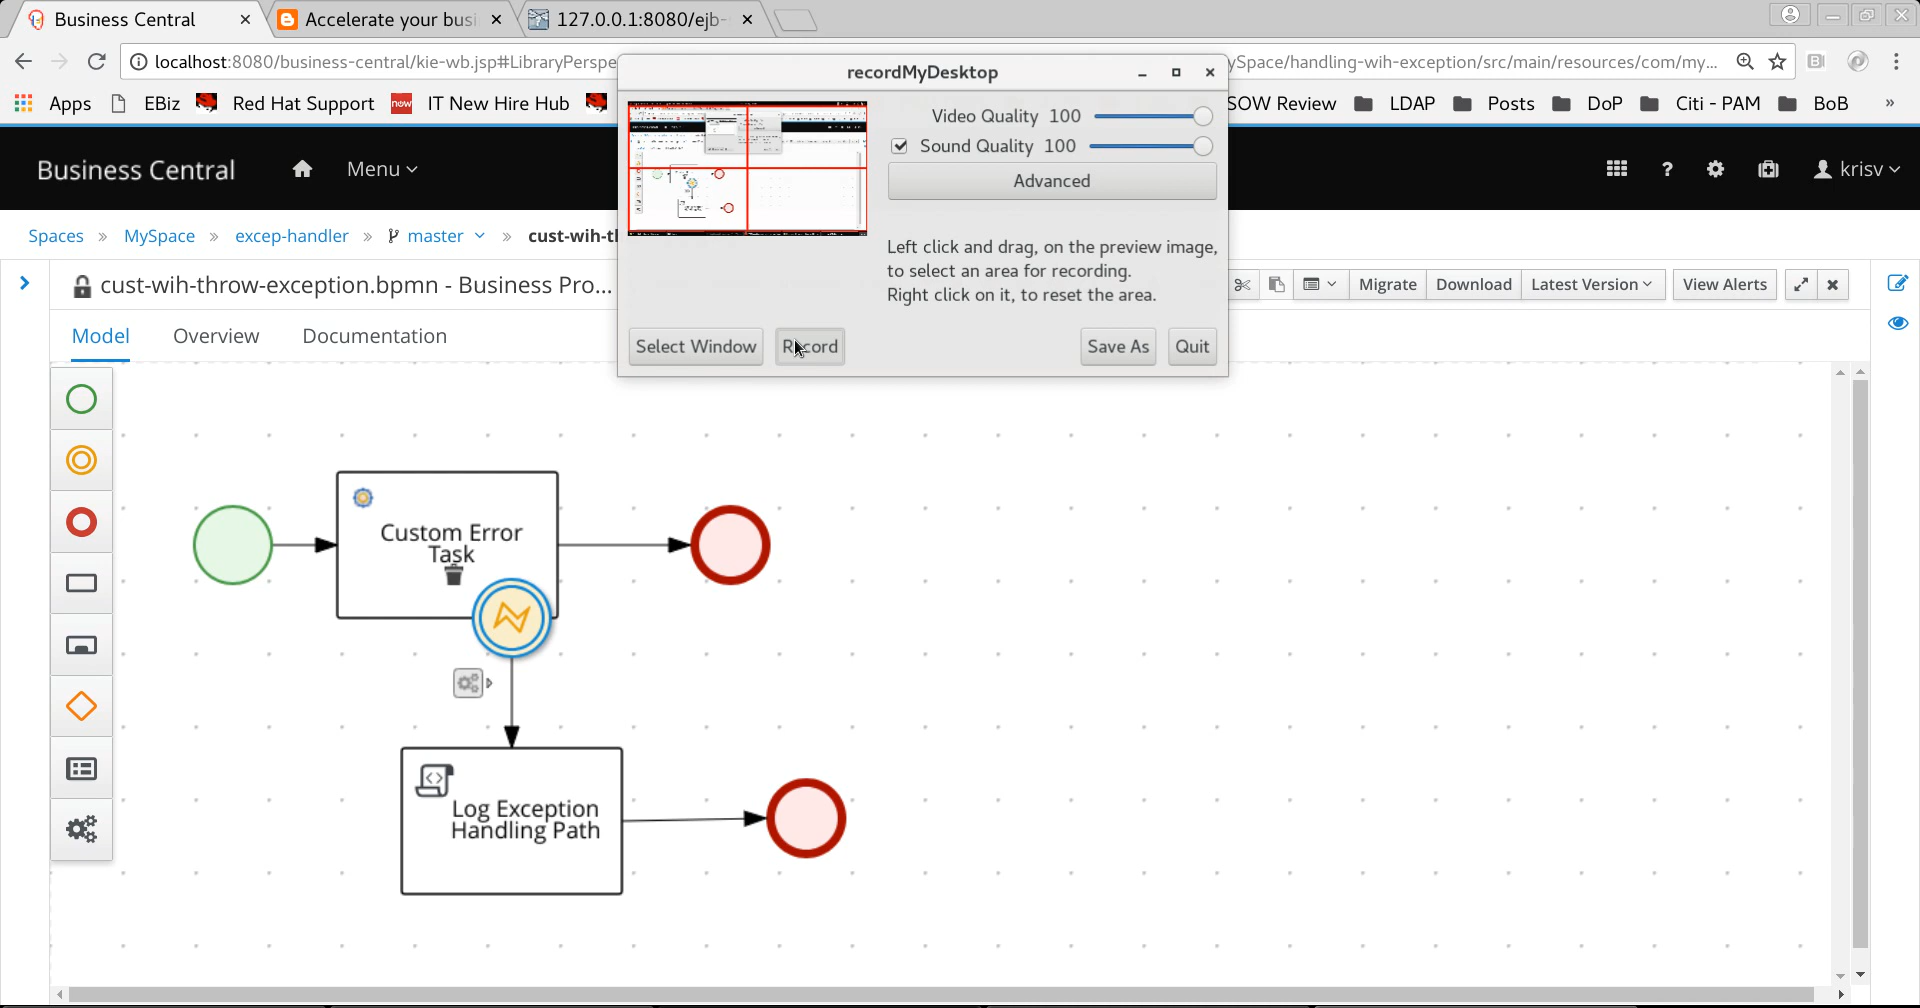 Business Central
Accelerate your busi
127.0.0.1:8080/ejb-
localhost:8080/business-central/kie-wb.jsp#LibraryPerspe
ySpace/handling-wih-exception/src/main/resources/com/my...
Apps
EBiz
Red Hat Support
now
IT New Hire Hub
SOW Review
LDAP
Posts
DoP
Citi - PAM
BoB
»
recordMyDesktop
Video Quality 100
Sound Quality 100
Advanced
Left click and drag, on the preview image,
to select an area for recording.
Right click on it, to reset the area.
Select Window
Record
Save As
Quit
Business Central
Menu
?
krisv
Spaces » MySpace » excep-handler » master » cust-wih-tl
cust-wih-throw-exception.bpmn - Business Pro...
Migrate
Download
Latest Version
View Alerts
Model
Overview
Documentation
Custom Error
Task
Log Exception
Handling Path